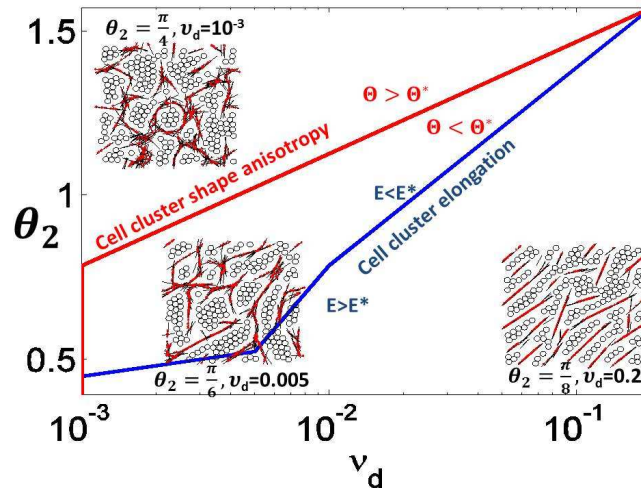 1.5
θ₂ = π/4, υd=10⁻³
Θ > Θ*
Θ < Θ*
Cell cluster shape anisotropy
1
θ₂
E<E*
Cell cluster elongation
E>E*
0.5
θ₂ = π/6, υd=0.005
θ₂ = π/8, υd=0.2
10⁻³
10⁻²
10⁻¹
νd